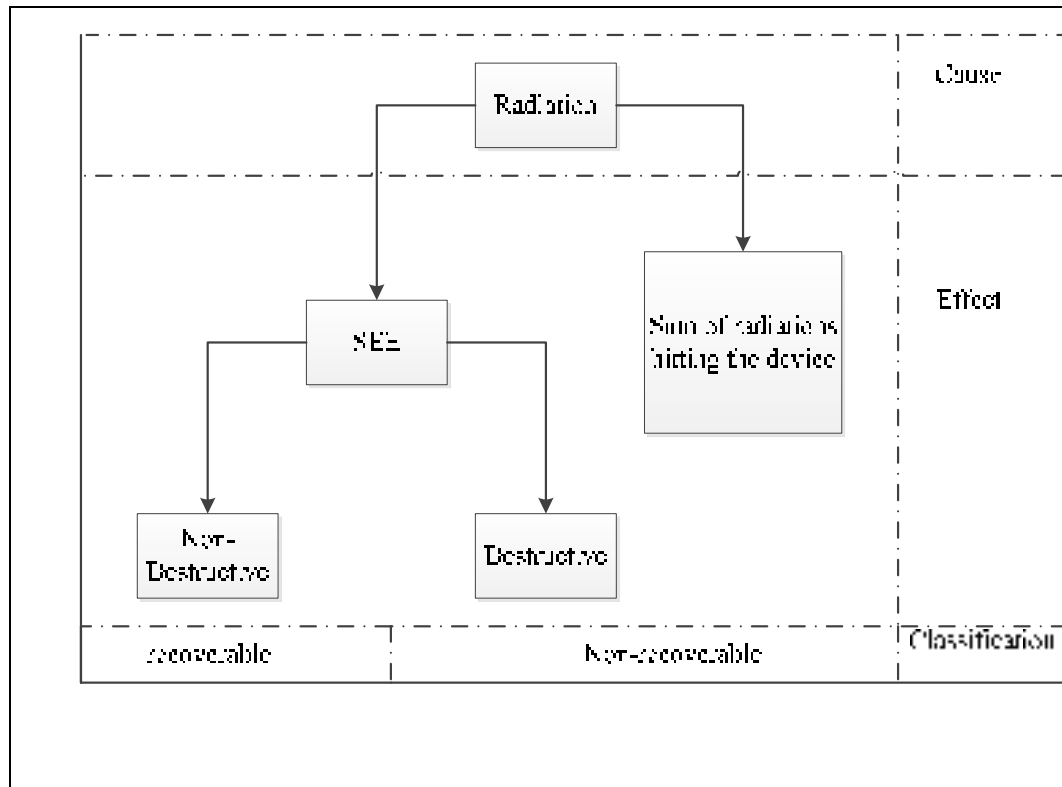 Cause
Radiation
Effect
SEE
Sum of radiations
hitting the device
Non-
Destructive
Destructive
recoverable
Non-recoverable
Classification